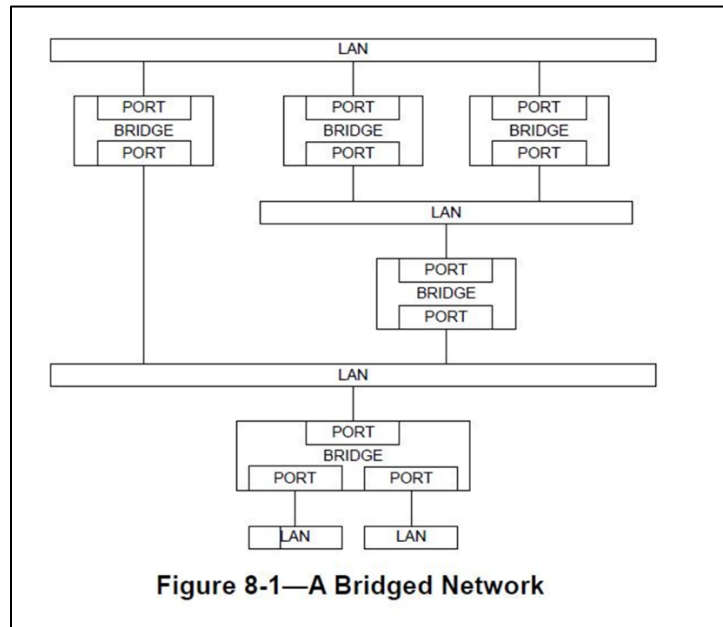 LAN
PORT PORT PORT
BRIDGE BRIDGE BRIDGE
PORT PORT PORT
LAN
PORT
BRIDGE
PORT
LAN
PORT
BRIDGE
PORT PORT
LAN LAN
Figure 8-1—A Bridged Network